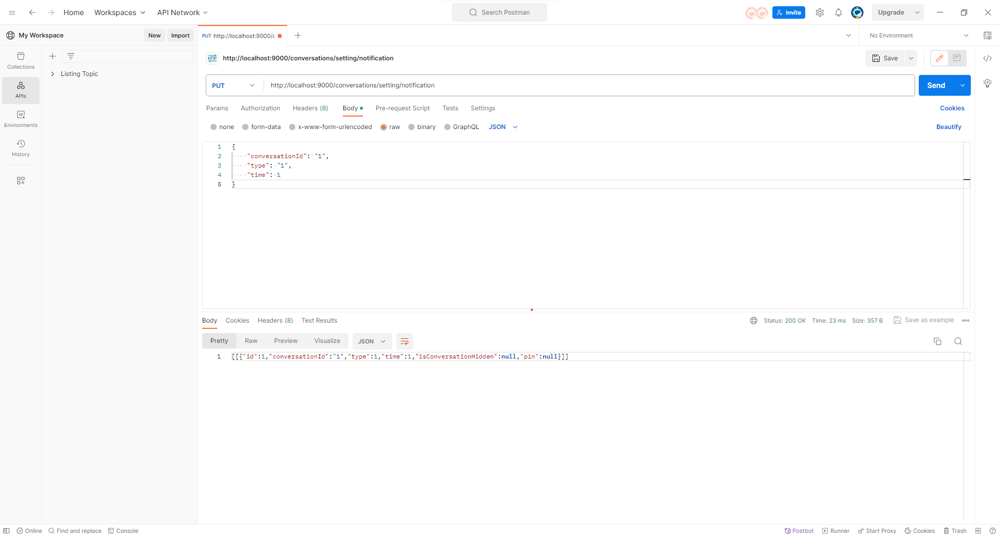 Home Workspaces API Network Search Postman Invite Upgrade
My Workspace New Import PUT http://localhost:9000/c No Environment
Collections
APIs
Environments
History
Listing Topic
HTTP http://localhost:9000/conversations/setting/notification Save
PUT http://localhost:9000/conversations/setting/notification Send
Params Authorization Headers (8) Body Pre-request Script Tests Settings Cookies
none form-data x-www-form-urlencoded raw binary GraphQL JSON Beautify
1 {
2 "conversationId": "1",
3 "type": "1",
4 "time": 1
5 }
Body Cookies Headers (8) Test Results Status: 200 OK Time: 23 ms Size: 357 B Save as example
Pretty Raw Preview Visualize JSON
1 [[{"id":1,"conversationId":"1","type":1,"time":1,"isConversationHidden":null,"pin":null}]]
Online Find and replace Console Postbot Runner Start Proxy Cookies Trash